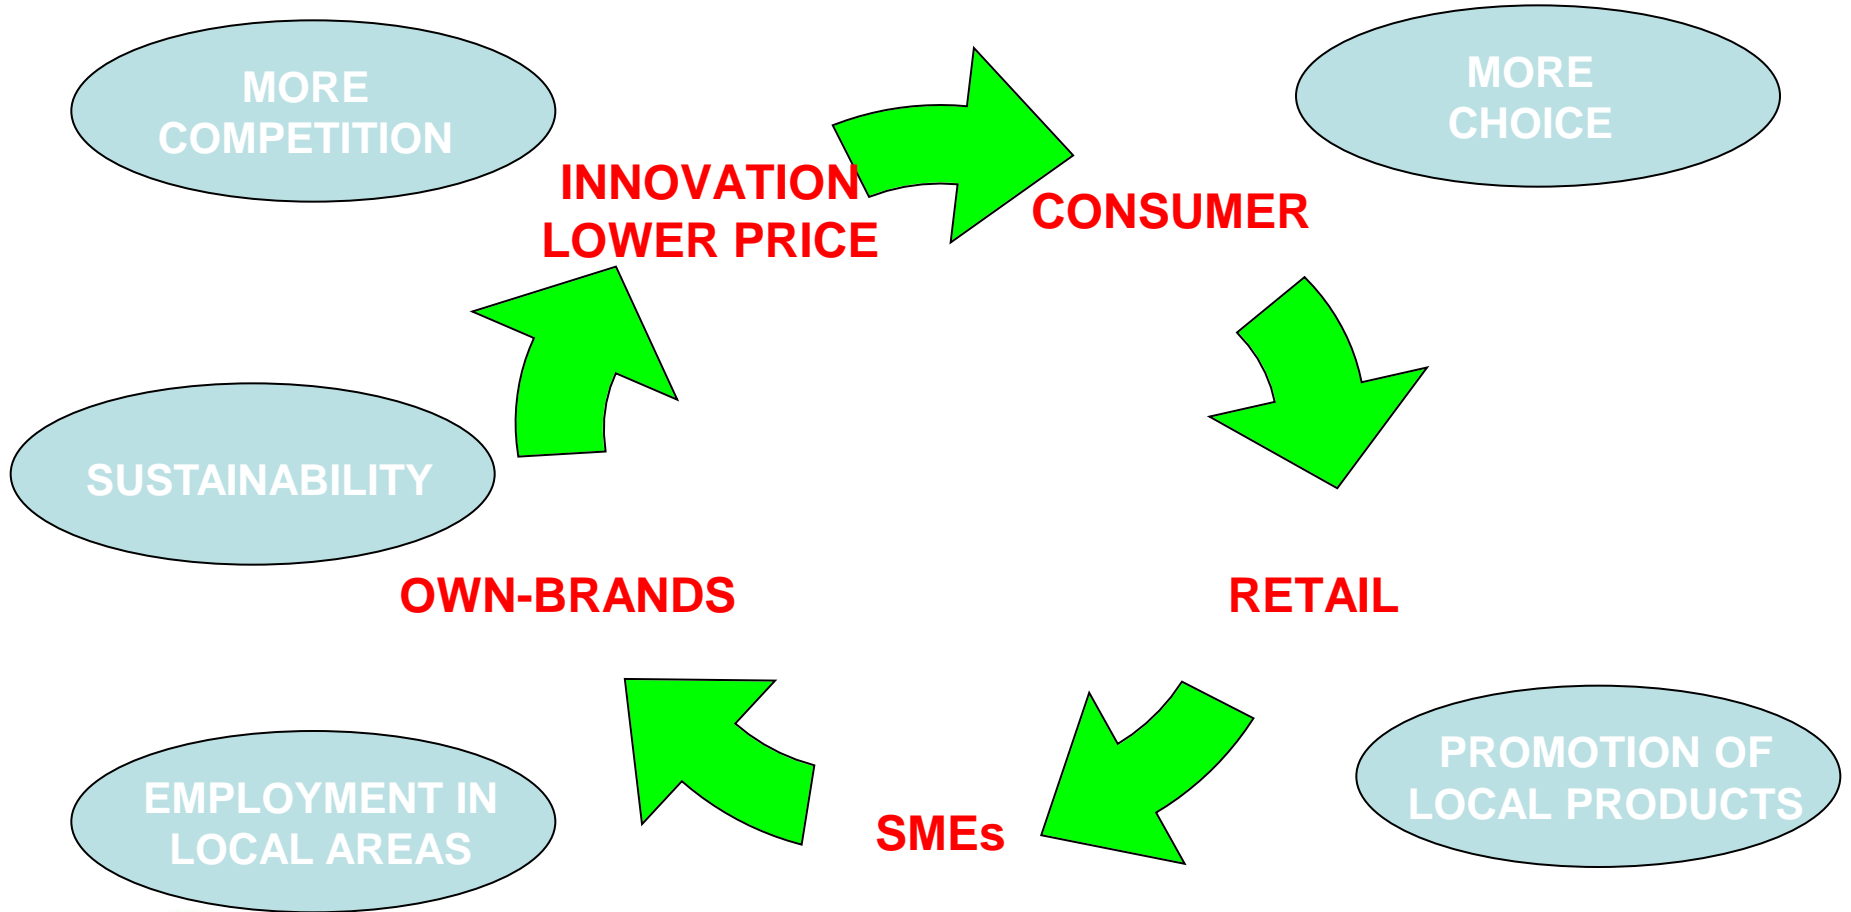 MORE
COMPETITION
MORE
CHOICE
INNOVATION
LOWER PRICE
CONSUMER
SUSTAINABILITY
OWN-BRANDS
RETAIL
EMPLOYMENT IN
LOCAL AREAS
SMEs
PROMOTION OF
LOCAL PRODUCTS